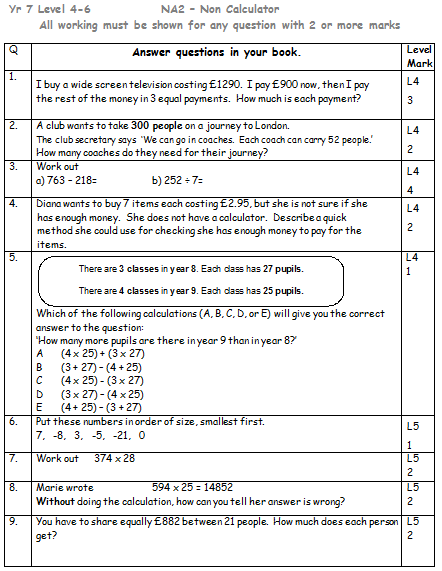 Yr 7 Level 4-6 NA2 – Non Calculator
All working must be shown for any question with 2 or more marks
Q Answer questions in your book. Level
Mark
1. I buy a wide screen television costing £1290. I pay £900 now, then I pay L4
the rest of the money in 3 equal payments. How much is each payment? 3
2. A club wants to take 300 people on a journey to London. L4
The club secretary says 'We can go in coaches. Each coach can carry 52 people.'
How many coaches do they need for their journey? 2
3. Work out L4
a) 763 – 218= b) 252 ÷ 7= 4
4. Diana wants to buy 7 items each costing £2.95, but she is not sure if she L4
has enough money. She does not have a calculator. Describe a quick
method she could use for checking she has enough money to pay for the 2
items.
5. L4
1
There are 3 classes in year 8. Each class has 27 pupils.
There are 4 classes in year 9. Each class has 25 pupils.
Which of the following calculations (A, B, C, D, or E) will give you the correct
answer to the question:
'How many more pupils are there in year 9 than in year 8?'
A (4 x 25) + (3 x 27)
B (3 + 27) – (4 + 25)
C (4 x 25) – (3 x 27)
D (3 x 27) – (4 x 25)
E (4 + 25) – (3 + 27)
6. Put these numbers in order of size, smallest first. L5
7, -8, 3, -5, -21, 0
1
7. Work out 374 x 28 L5
2
8. Marie wrote 594 x 25 = 14852 L5
Without doing the calculation, how can you tell her answer is wrong? 2
9. You have to share equally £882 between 21 people. How much does each person L5
get? 2